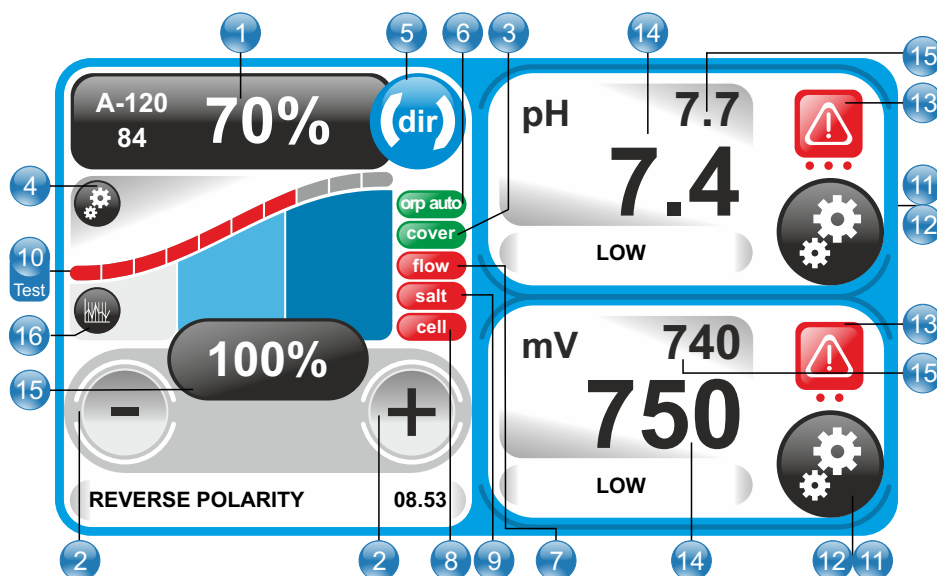 1 5 6 3 14
15
A-120
84
70%
(dir)
pH
7.7
13
7.4
4
orp auto
11
12
cover
LOW
10
Test
flow
salt
cell
16
100%
15
mV
740
13
15
750
- +
LOW
REVERSE POLARITY 08.53
2 2 8 9 7 14 12 11